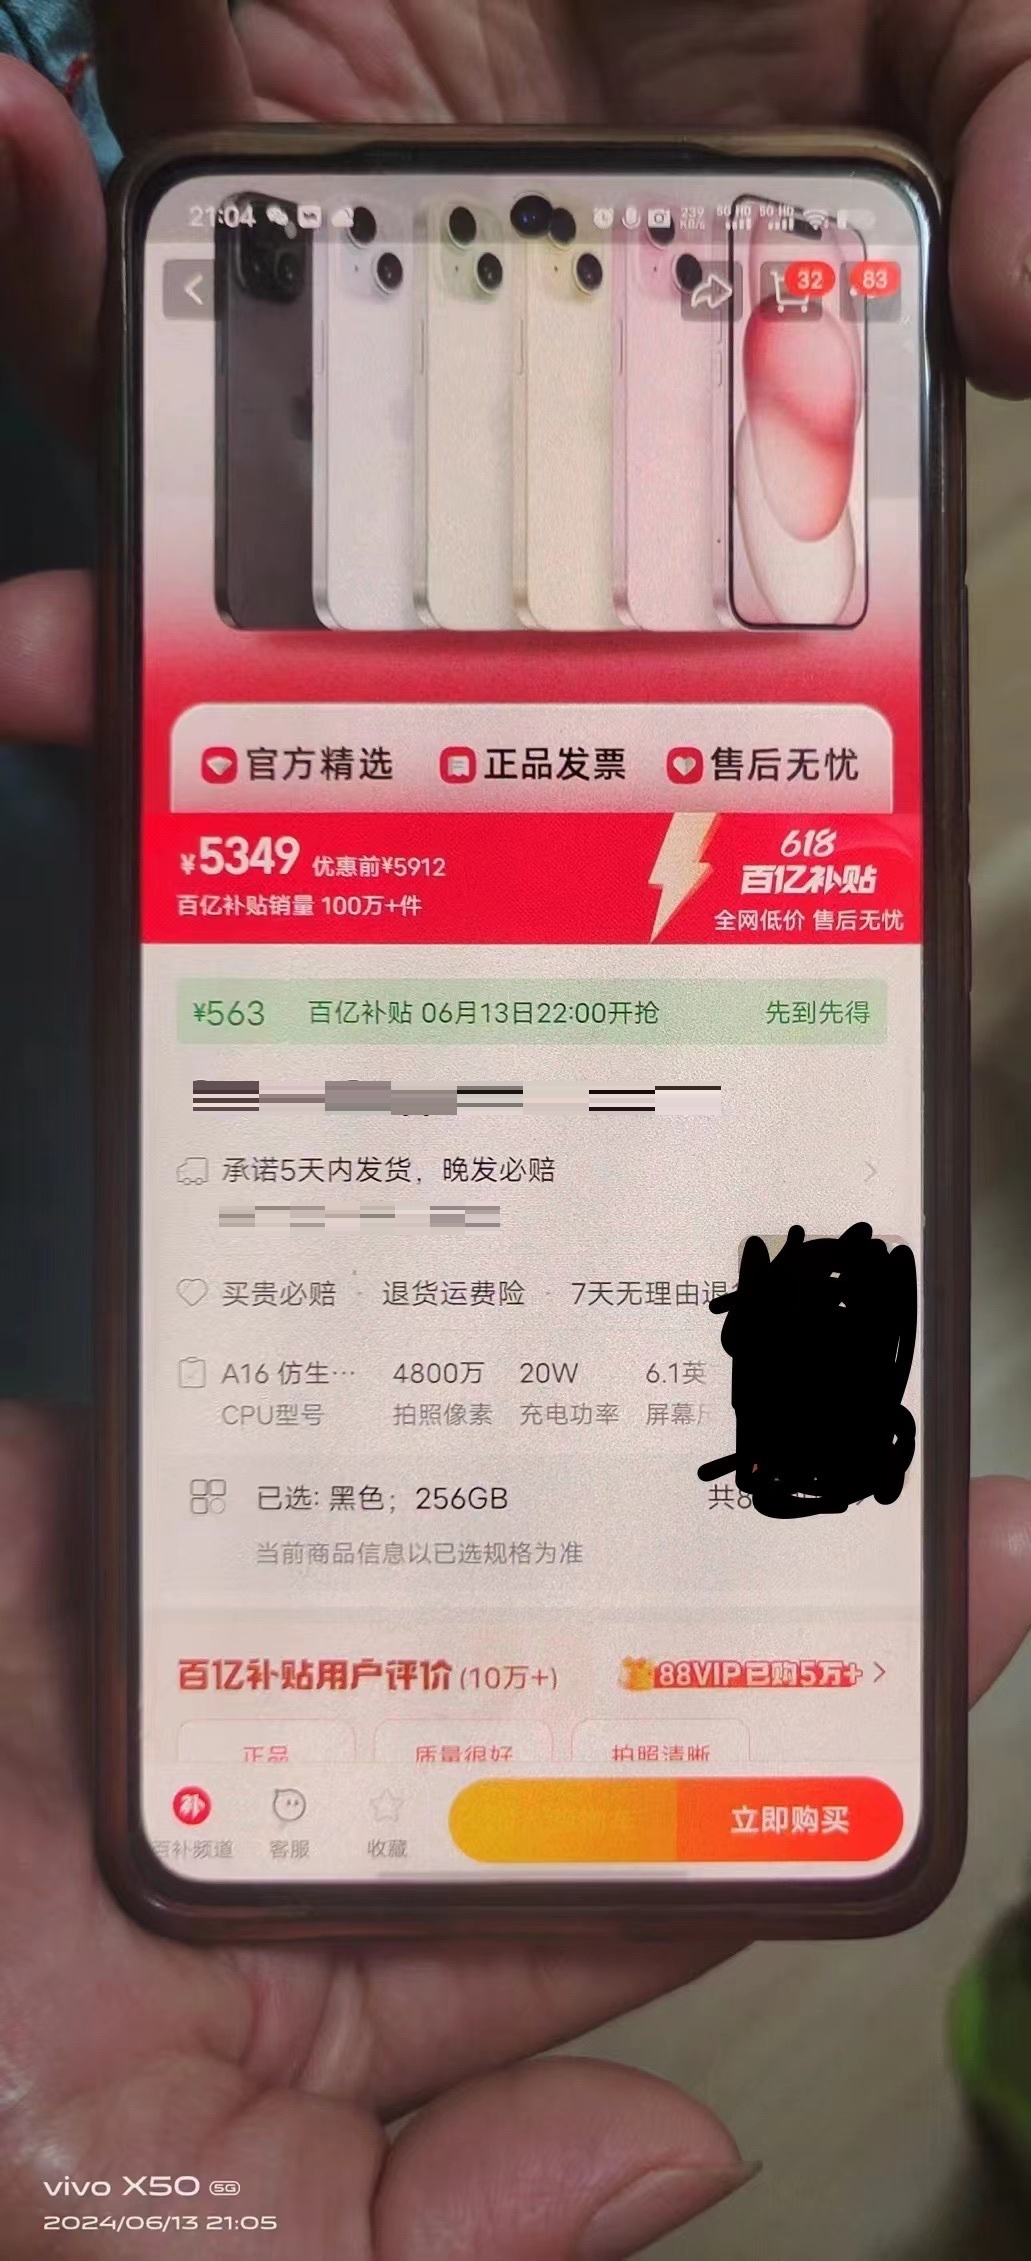 21:04
239 KB/s
5G HD 5G HD
32
83
官方精选 正品发票 售后无忧
¥5349 优惠前¥5912
618
百亿补贴销量 100万+件
百亿补贴
全网低价 售后无忧
¥563 百亿补贴 06月13日22:00开抢 先到先得
承诺5天内发货，晚发必赔
买贵必赔 · 退货运费险 · 7天无理由退
A16 仿生… 4800万 20W 6.1英
CPU型号 拍照像素 充电功率 屏幕
已选: 黑色；256GB 共8
当前商品信息以已选规格为准
百亿补贴用户评价 (10万+) 88VIP已购5万+ >
正品 质量很好 拍照清晰
补
百补频道 客服 收藏 立即购买
vivo X50 5G
2024/06/13 21:05